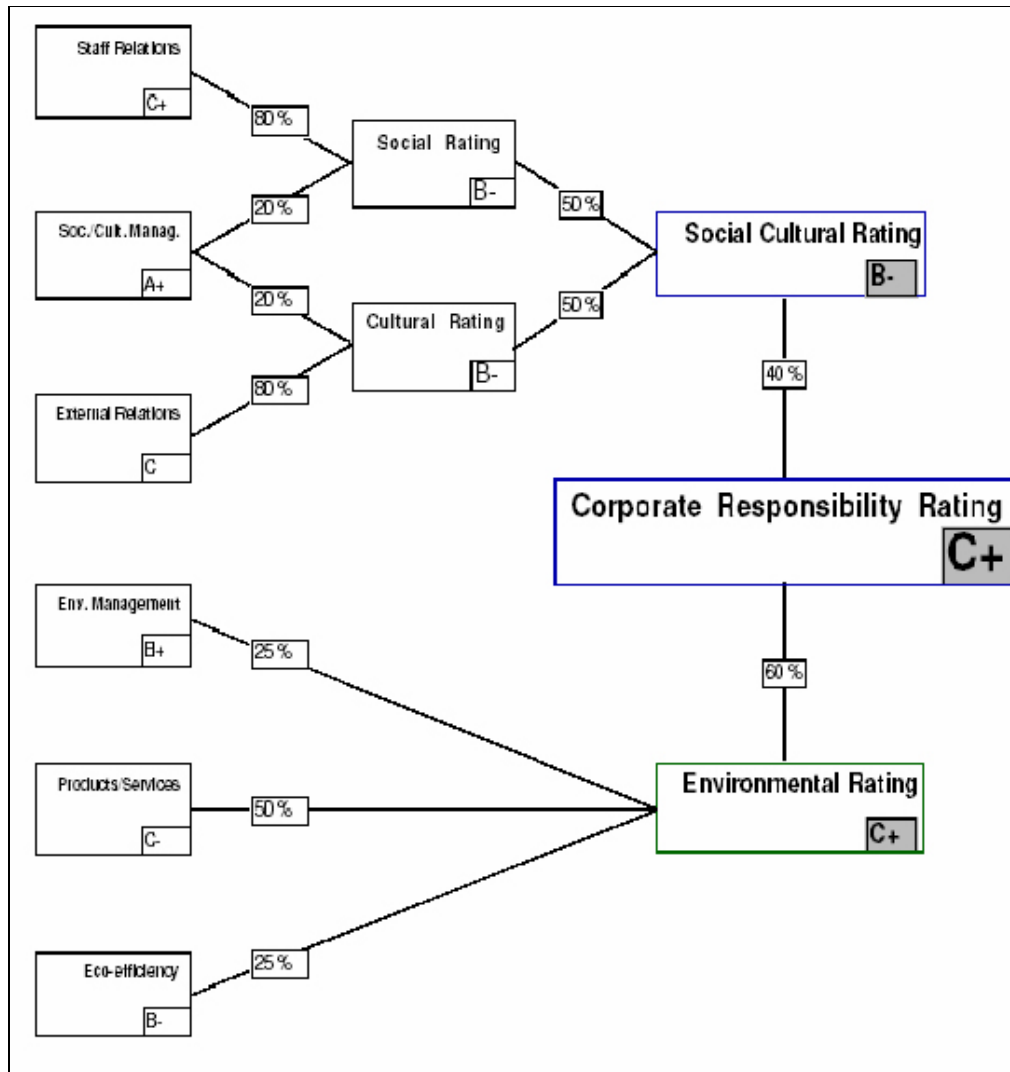 Staff Relations
C+
80 %
Social Rating
B-
20 %
50 %
Soc./Cult. Manag.
A+
Social Cultural Rating
B-
20 %
50 %
Cultural Rating
B-
80 %
40 %
External Relations
C
Corporate Responsibility Rating
C+
Env. Management
B+
25 %
60 %
Products/Services
C-
50 %
Environmental Rating
C+
Eco-efficiency
B-
25 %